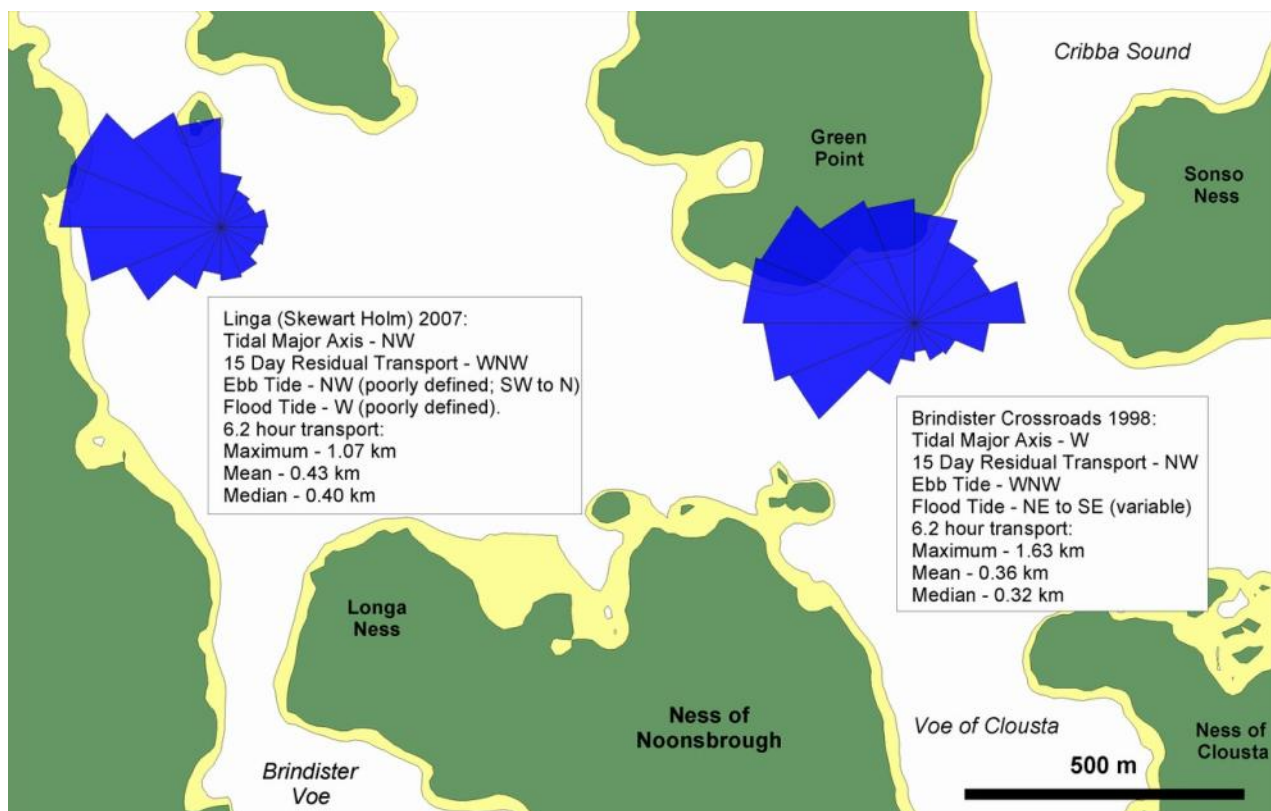 Cribba Sound
Green
Point
Sonso
Ness
Linga (Skewart Holm) 2007:
Tidal Major Axis - NW
15 Day Residual Transport - WNW
Ebb Tide - NW (poorly defined; SW to N)
Flood Tide - W (poorly defined).
6.2 hour transport:
Maximum - 1.07 km
Mean - 0.43 km
Median - 0.40 km
Brindister Crossroads 1998:
Tidal Major Axis - W
15 Day Residual Transport - NW
Ebb Tide - WNW
Flood Tide - NE to SE (variable)
6.2 hour transport:
Maximum - 1.63 km
Mean - 0.36 km
Median - 0.32 km
Longa
Ness
Ness of
Noonsbrough
Voe of Clousta
Ness of
Clousta
Brindister
Voe
500 m